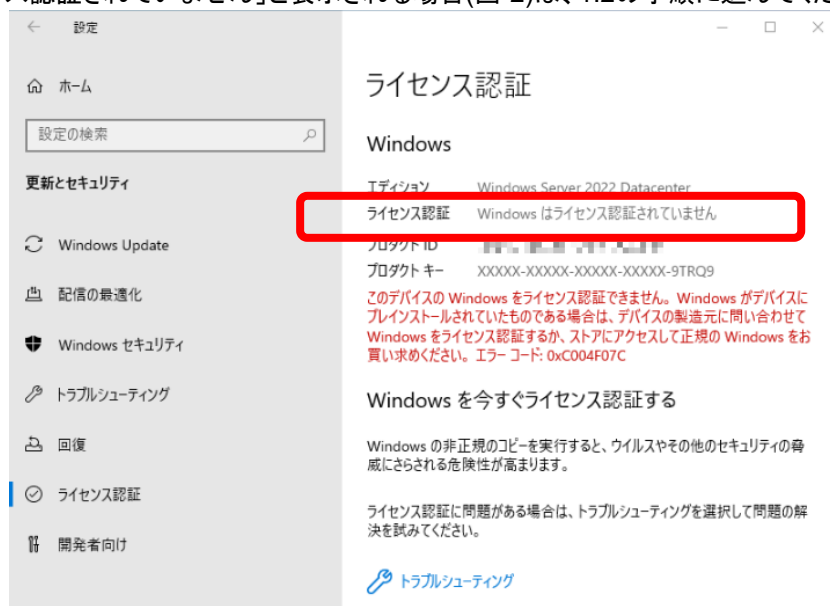 ス認証されていません」と表示される場合(図 2)は、1.2の手順に進んでくだ
設定
ホーム
設定の検索
更新とセキュリティ
Windows Update
配信の最適化
Windows セキュリティ
トラブルシューティング
回復
ライセンス認証
開発者向け
ライセンス認証
Windows
エディション Windows Server 2022 Datacenter
ライセンス認証 Windows はライセンス認証されていません
プロダクト ID
プロダクト キー XXXXX-XXXXX-XXXXX-XXXXX-9TRQ9
このデバイスの Windows をライセンス認証できません。Windows がデバイスに
プレインストールされていたものである場合は、デバイスの製造元に問い合わせて
Windows をライセンス認証するか、ストアにアクセスして正規の Windows をお
買い求めください。エラー コード: 0xC004F07C
Windows を今すぐライセンス認証する
Windows の非正規のコピーを実行すると、ウイルスやその他のセキュリティの脅
威にさらされる危険性が高まります。
ライセンス認証に問題がある場合は、トラブルシューティングを選択して問題の解
決を試みてください。
トラブルシューティング